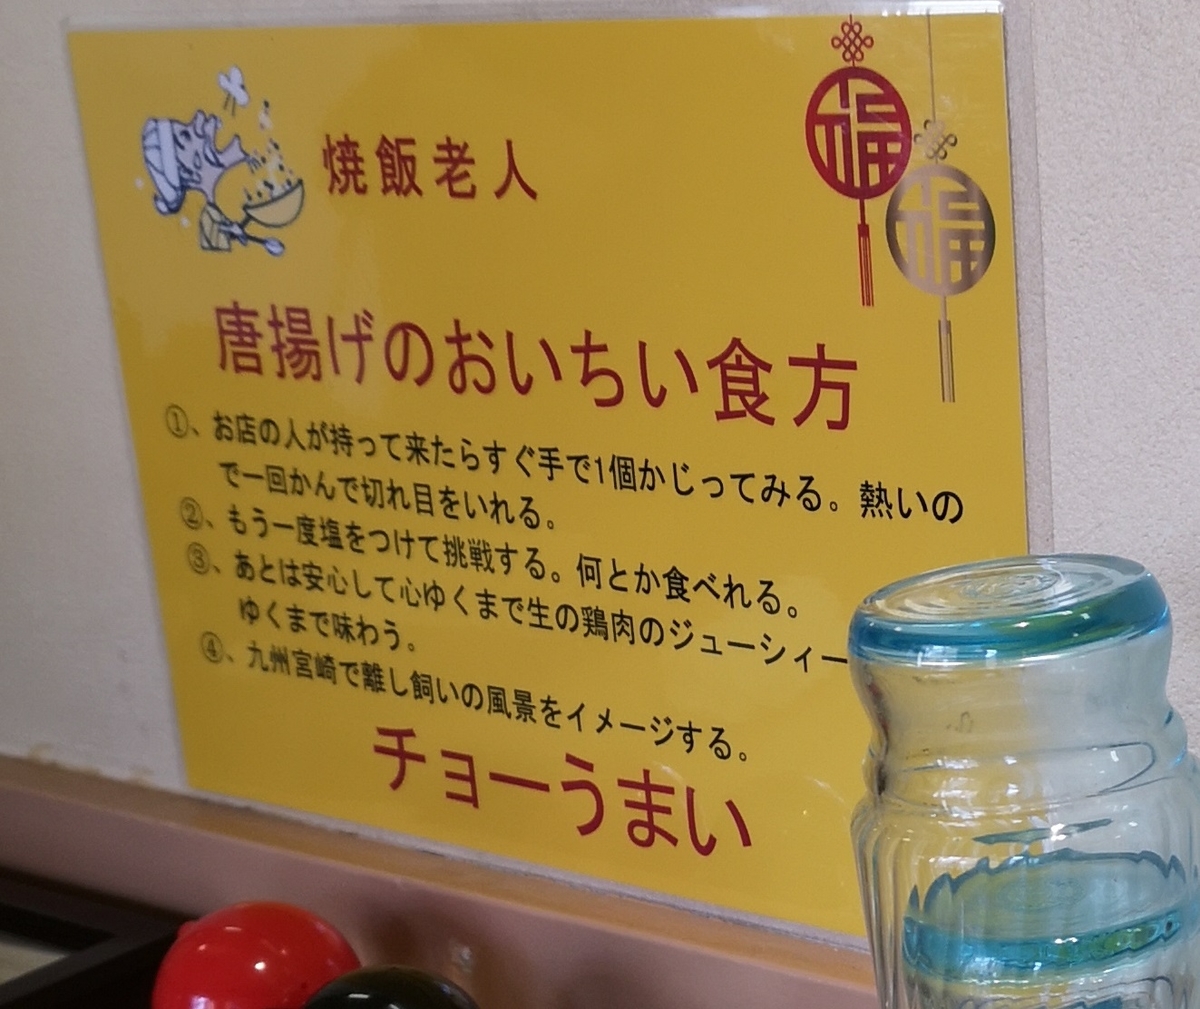 福
福
焼飯老人
唐揚げのおいちい食方
①、お店の人が持って来たらすぐ手で1個かじってみる。熱いの
で一回かんで切れ目をいれる。
②、もう一度塩をつけて挑戦する。何とか食べれる。
③、あとは安心して心ゆくまで生の鶏肉のジューシィー
ゆくまで味わう。
④、九州宮崎で離し飼いの風景をイメージする。
チョーうまい